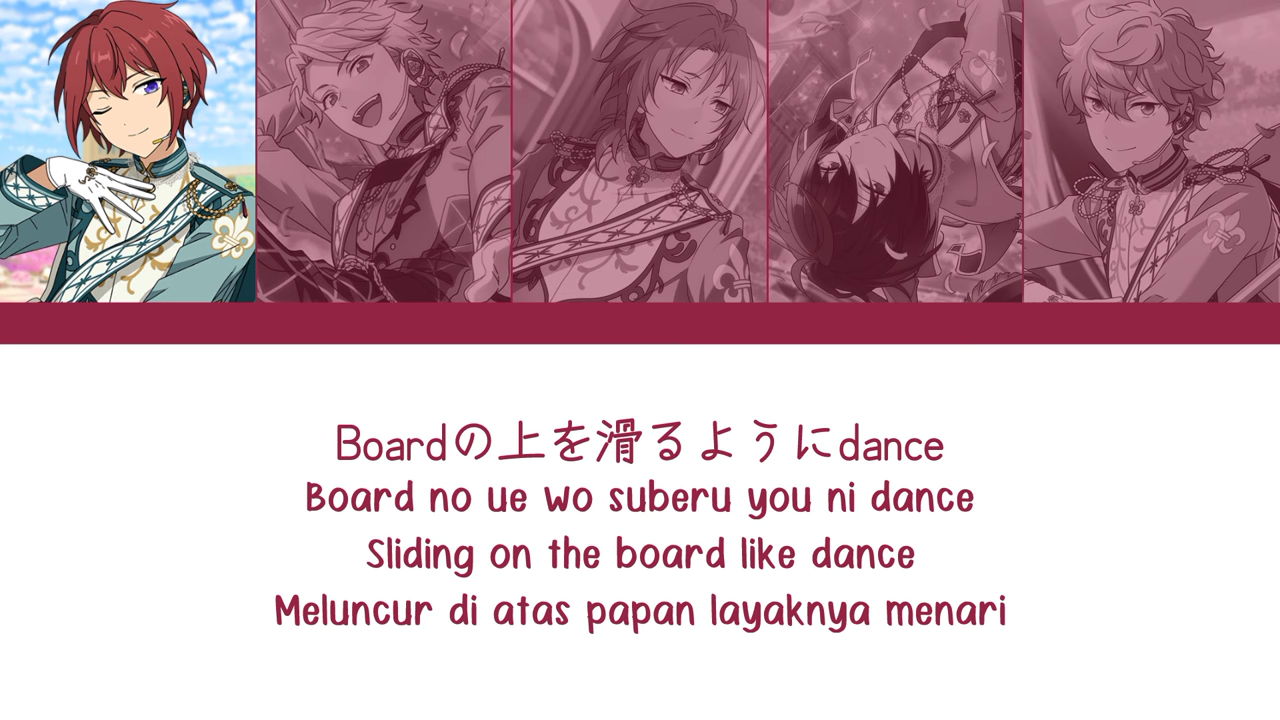 Boardの上を滑るようにdance
Board no ue wo suberu you ni dance
Sliding on the board like dance
Meluncur di atas papan layaknya menari